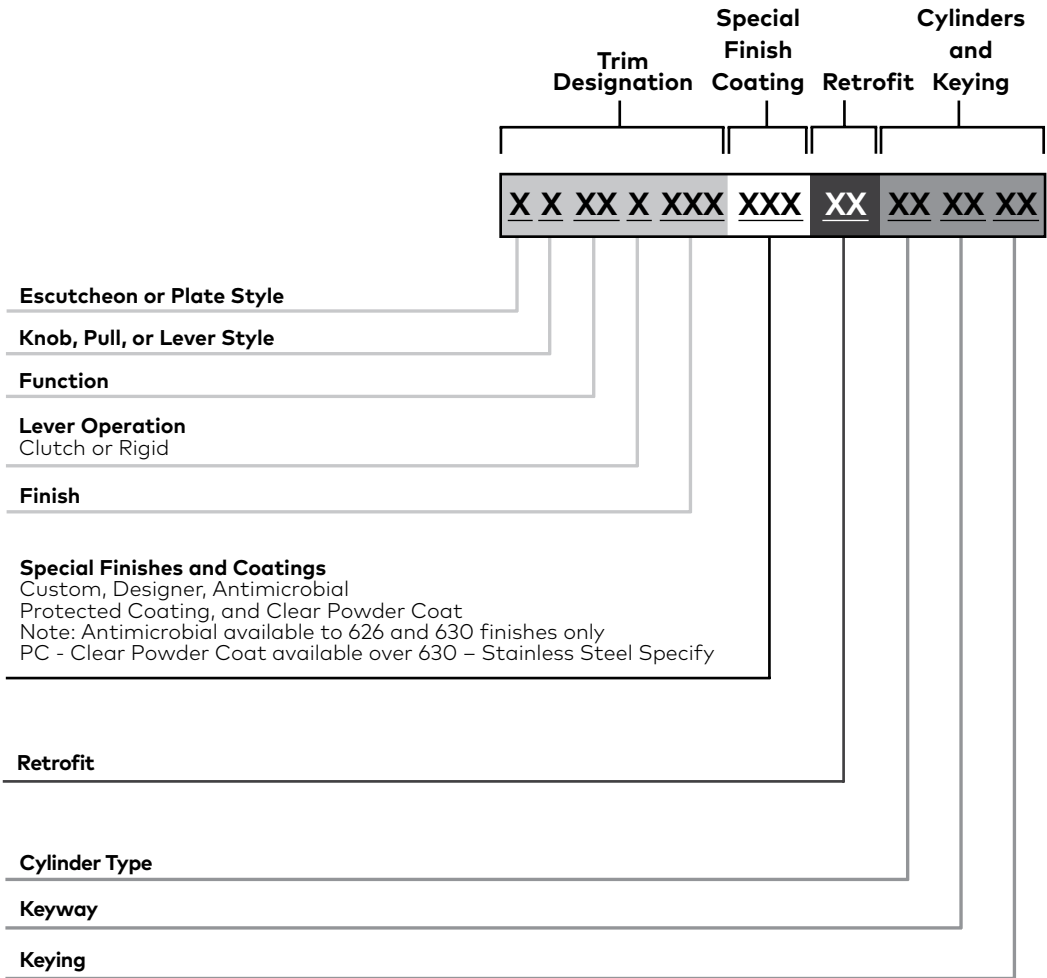 Special
Finish
Coating
Cylinders
and
Keying
Trim
Designation
Retrofit
X X XX X XXX XXX XX XX XX XX
Escutcheon or Plate Style
Knob, Pull, or Lever Style
Function
Lever Operation
Clutch or Rigid
Finish
Special Finishes and Coatings
Custom, Designer, Antimicrobial
Protected Coating, and Clear Powder Coat
Note: Antimicrobial available to 626 and 630 finishes only
PC - Clear Powder Coat available over 630 – Stainless Steel Specify
Retrofit
Cylinder Type
Keyway
Keying